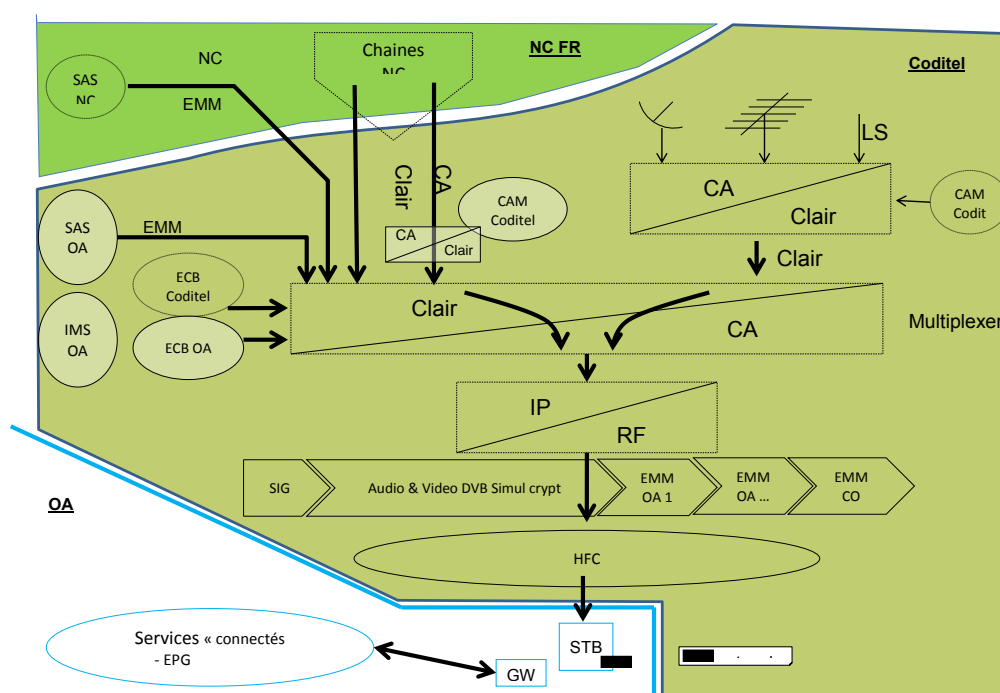 NC FR
Coditel
SAS
NC
NC
EMM
Chaines
NC
Clair
CA
CAM
Coditel
CA
Clair
LS
CA
Clair
CAM
Codit
Clair
SAS
OA
EMM
ECB
Coditel
IMS
OA
ECB OA
Clair
CA
Multiplexer
IP
RF
SIG
Audio & Video DVB Simul crypt
EMM
OA 1
EMM
OA ...
EMM
CO
OA
HFC
Services « connectés
- EPG
STB
GW